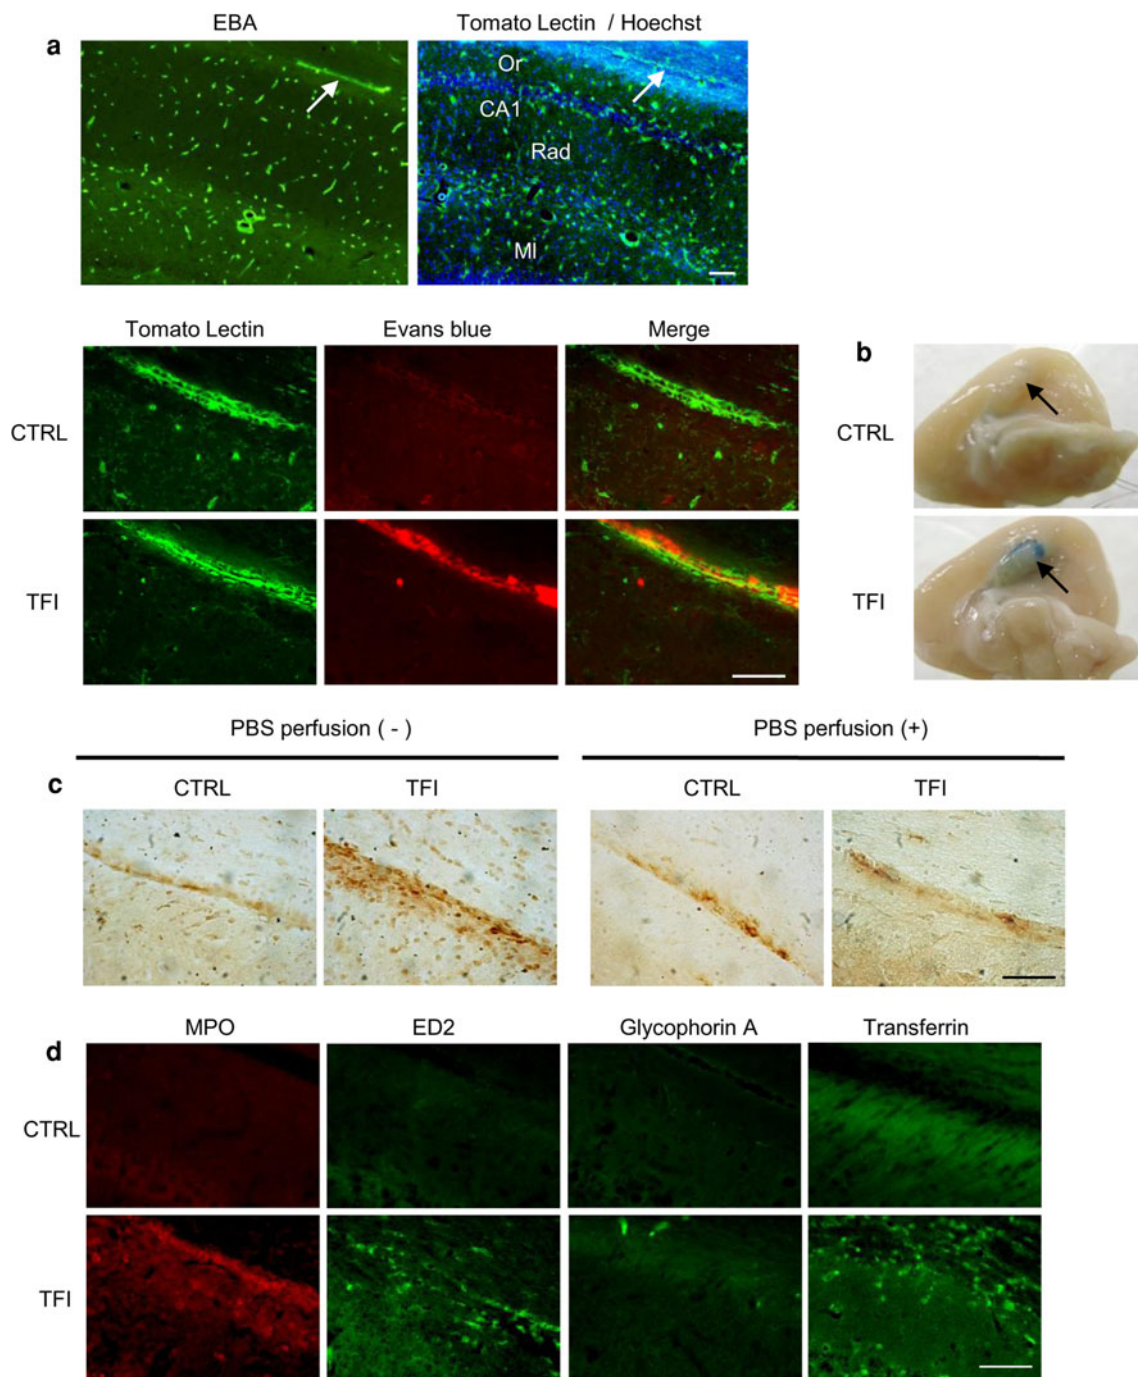 EBA
Tomato Lectin / Hoechst
a
Or
CA1
Rad
Ml
Tomato Lectin
Evans blue
Merge
b
CTRL
CTRL
TFI
TFI
PBS perfusion ( - )
PBS perfusion (+)
c
CTRL
TFI
CTRL
TFI
MPO
ED2
Glycophorin A
Transferrin
d
CTRL
TFI